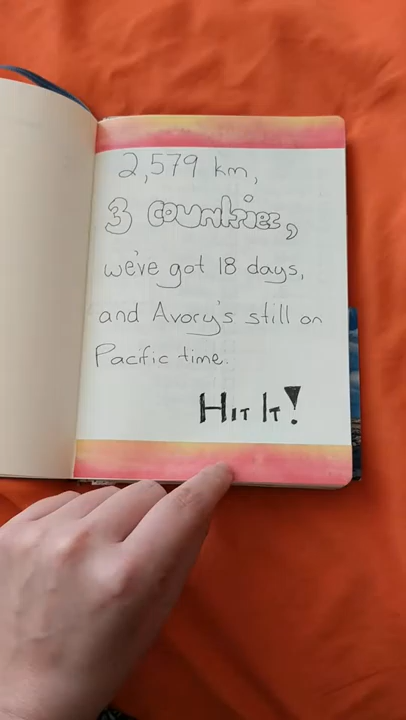 2,579 km,
3 countries,
we've got 18 days,
and Avory's still on
Pacific time.
Hit It!